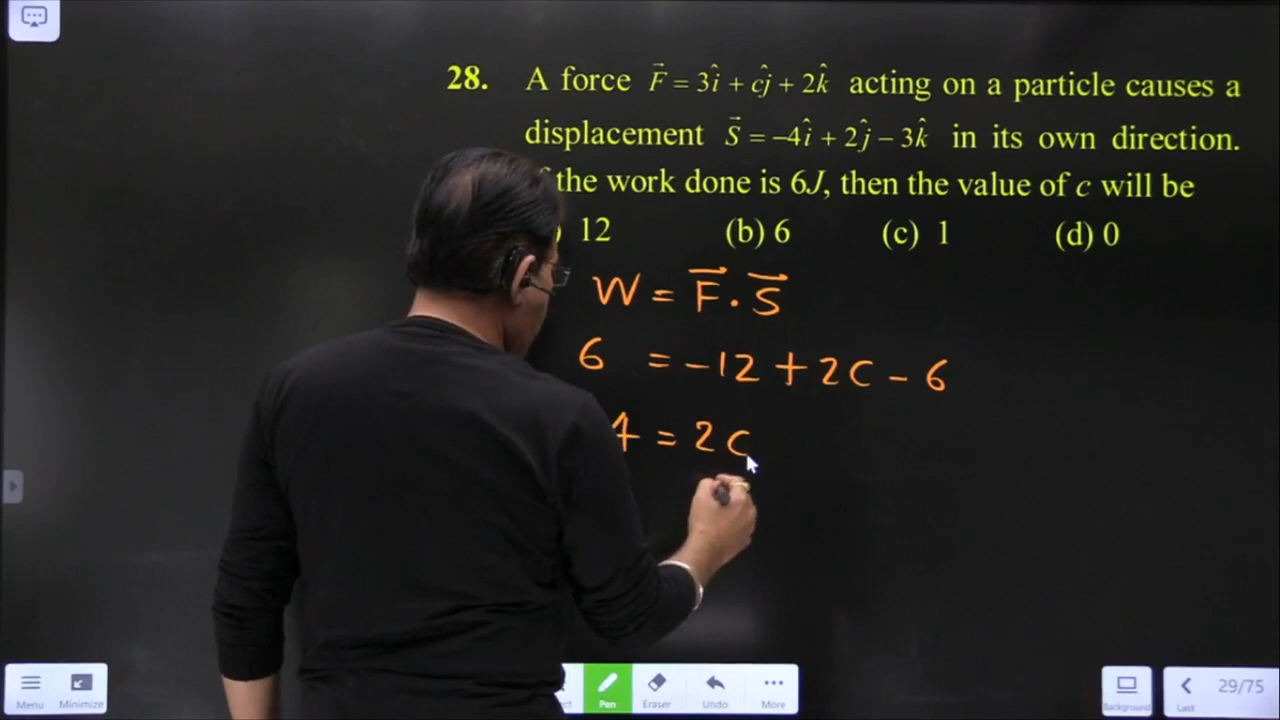 28. A force F⃗ = 3î + cĵ + 2k̂ acting on a particle causes a
displacement S⃗ = –4î + 2ĵ – 3k̂ in its own direction.
the work done is 6J, then the value of c will be
12 (b) 6 (c) 1 (d) 0
W = F⃗ . S⃗
6 = -12 + 2C - 6
4 = 2C
Menu Minimize Pen Eraser Undo More Background Last 29/75